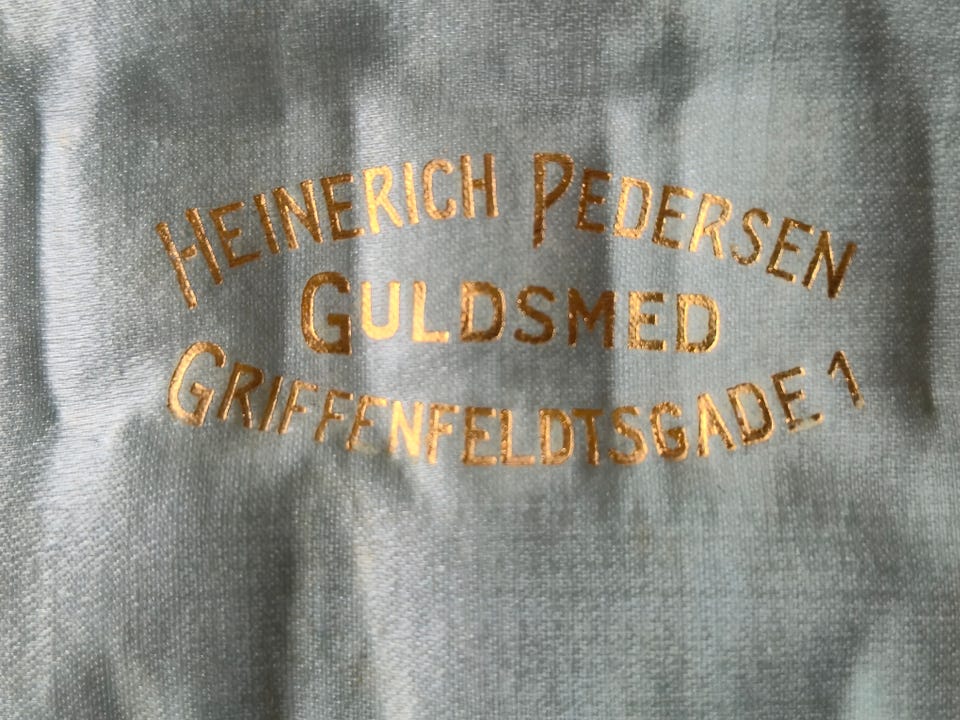 HEINERICH PEDERSEN
GULDSMED
GRIFFENFELDTSGADE 1